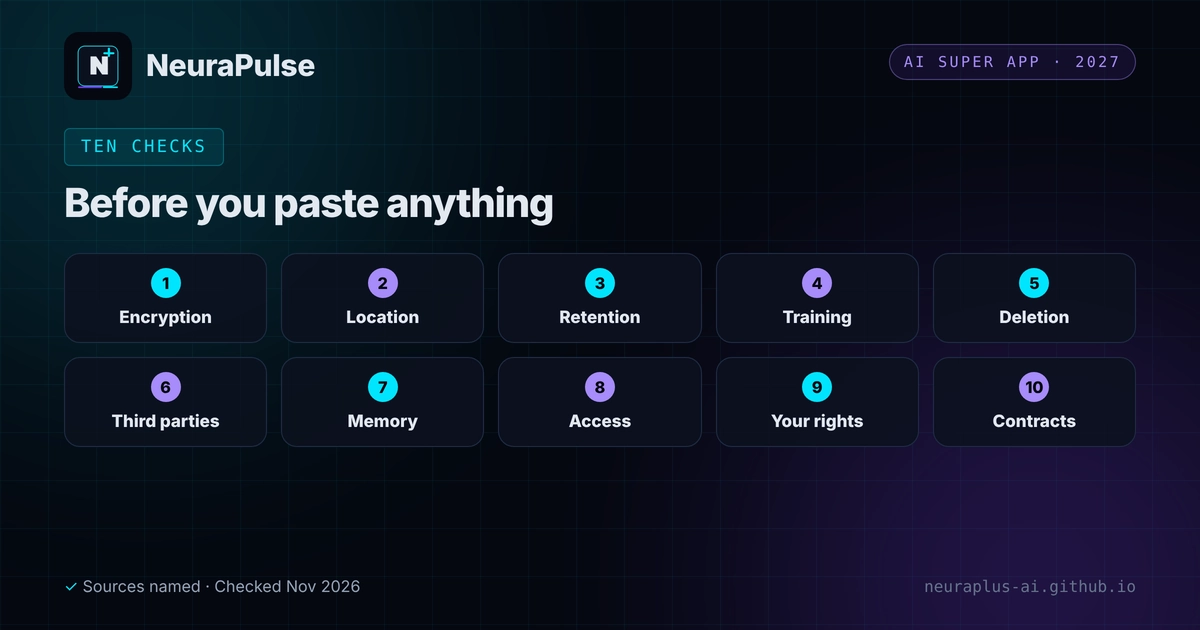 N
NeuraPulse
AI SUPER APP · 2027
TEN CHECKS
Before you paste anything
1
Encryption
2
Location
3
Retention
4
Training
5
Deletion
6
Third parties
7
Memory
8
Access
9
Your rights
10
Contracts
✓ Sources named · Checked Nov 2026
neuraplus-ai.github.io